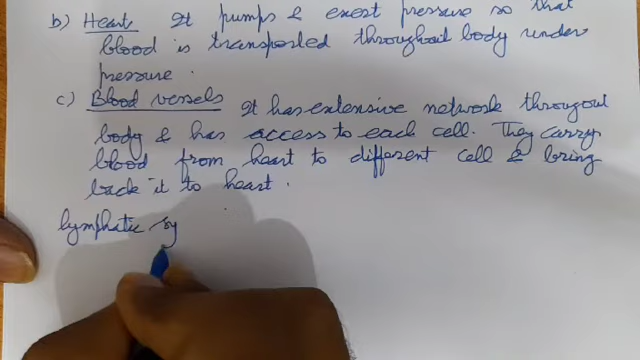 b) Heart It pumps & exert pressure so that
blood is transported throughout body under
pressure.
c) Blood vessels It has extensive network throughout
body & has access to each cell. They carry
blood from heart to different cell & bring
back it to heart.
lymphatic sy